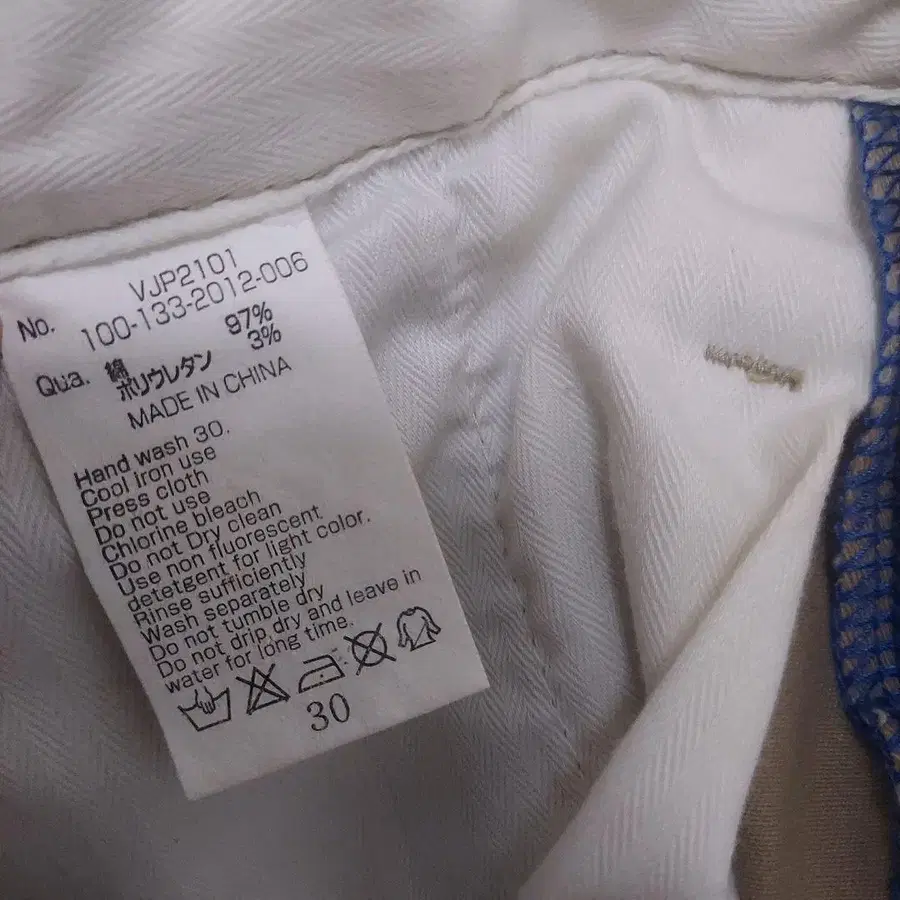 No. VJP2101
100-133-2012-006
Qua. 綿 97%
ポリウレタン 3%
MADE IN CHINA
Hand wash 30.
Cool Iron use
Press cloth
Do not use
Chlorine bleach
Do not Dry clean
Use non fluorescent
detetgent for light color.
Rinse sufficiently
Wash separately
Do not tumble dry
Do not drip dry and leave in
water for long time.
30